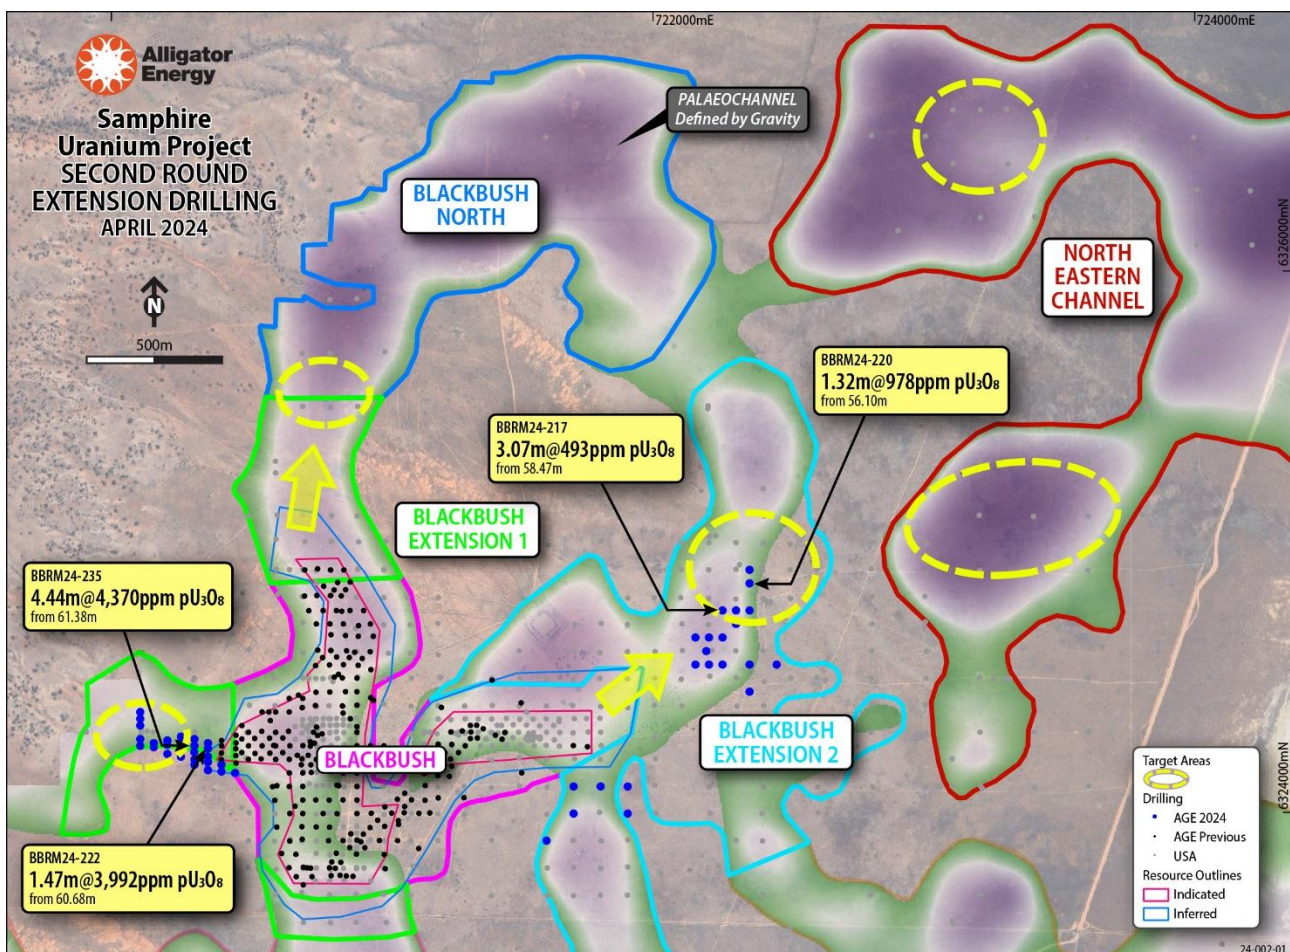 722000mE
724000mE
Alligator
Energy
Samphire
Uranium Project
SECOND ROUND
EXTENSION DRILLING
APRIL 2024
N
500m
PALAEOCHANNEL
Defined by Gravity
BLACKBUSH
NORTH
NORTH
EASTERN
CHANNEL
6326000mN
BBRM24-220
1.32m@978ppm pU₃O₈
from 56.10m
BBRM24-217
3.07m@493ppm pU₃O₈
from 58.47m
BLACKBUSH
EXTENSION 1
BBRM24-235
4.44m@4,370ppm pU₃O₈
from 61.38m
BLACKBUSH
BLACKBUSH
EXTENSION 2
BBRM24-222
1.47m@3,992ppm pU₃O₈
from 60.68m
6324000mN
Target Areas
Drilling
AGE 2024
AGE Previous
USA
Resource Outlines
Indicated
Inferred
24-002-01